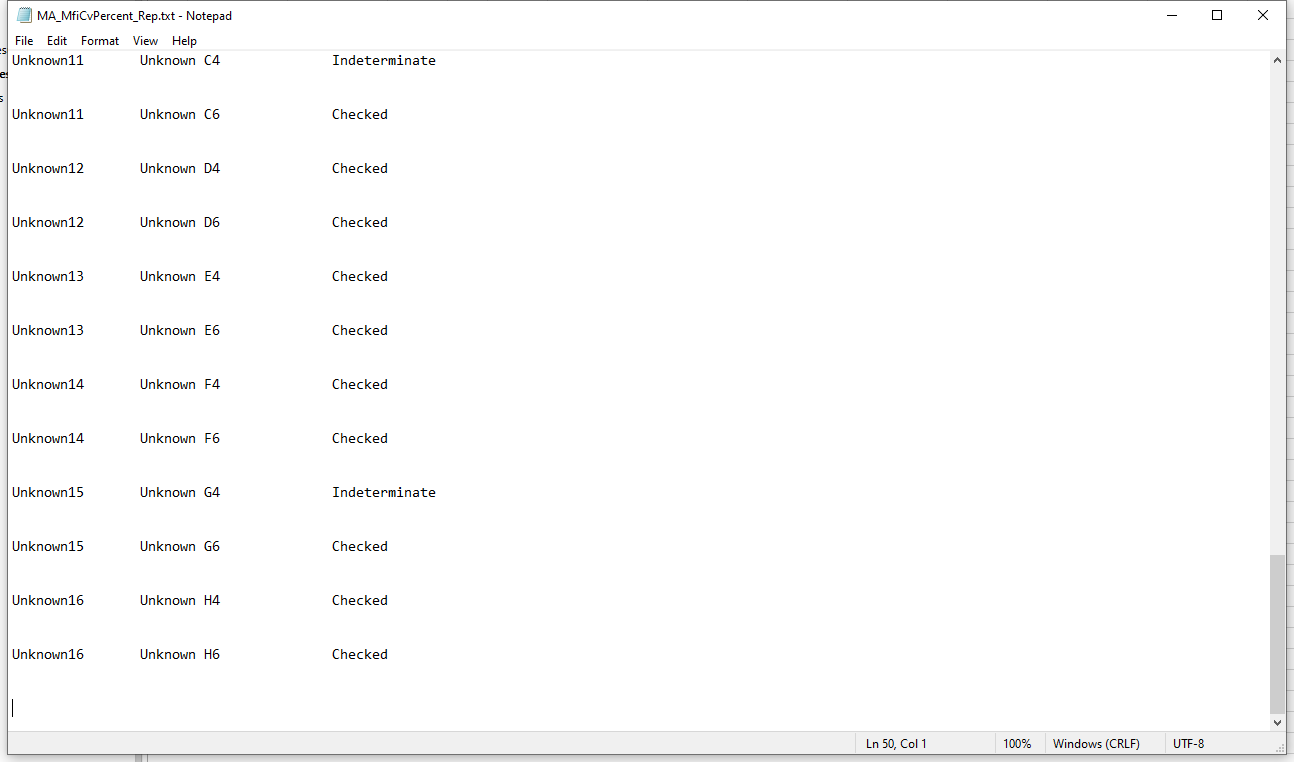 MA_MfiCvPercent_Rep.txt - Notepad
File Edit Format View Help
Unknown11 Unknown C4 Indeterminate
Unknown11 Unknown C6 Checked
Unknown12 Unknown D4 Checked
Unknown12 Unknown D6 Checked
Unknown13 Unknown E4 Checked
Unknown13 Unknown E6 Checked
Unknown14 Unknown F4 Checked
Unknown14 Unknown F6 Checked
Unknown15 Unknown G4 Indeterminate
Unknown15 Unknown G6 Checked
Unknown16 Unknown H4 Checked
Unknown16 Unknown H6 Checked
Ln 50, Col 1 100% Windows (CRLF) UTF-8